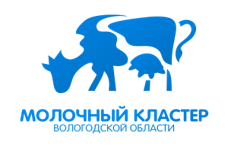 МОЛОЧНЫЙ КЛАСТЕР
ВОЛОГОДСКОЙ ОБЛАСТИ